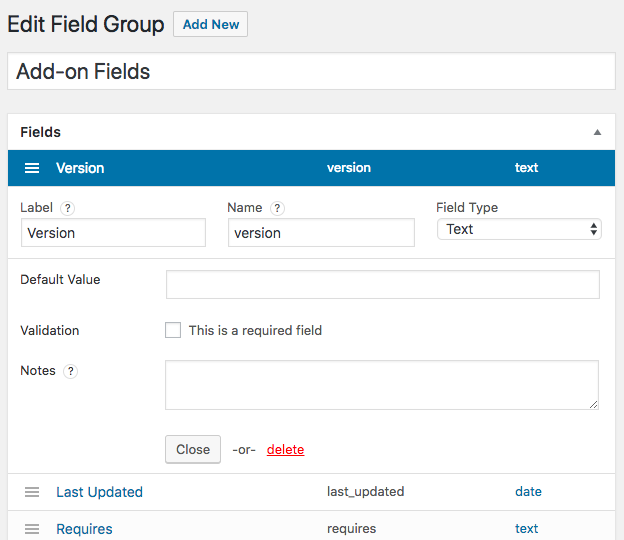 Edit Field Group Add New
Add-on Fields
Fields
Version version text
Label ? Name ? Field Type
Version version Text
Default Value
Validation This is a required field
Notes ?
Close -or- delete
Last Updated last_updated date
Requires requires text